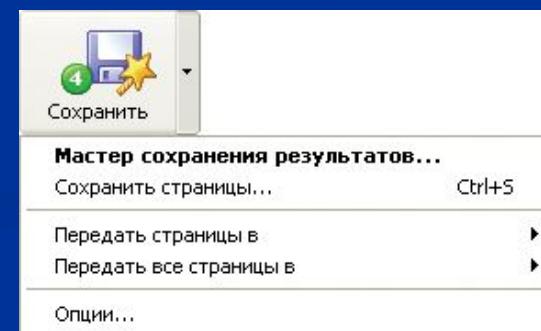 4
Сохранить
Мастер сохранения результатов...
Сохранить страницы... Ctrl+S
Передать страницы в
Передать все страницы в
Опции...